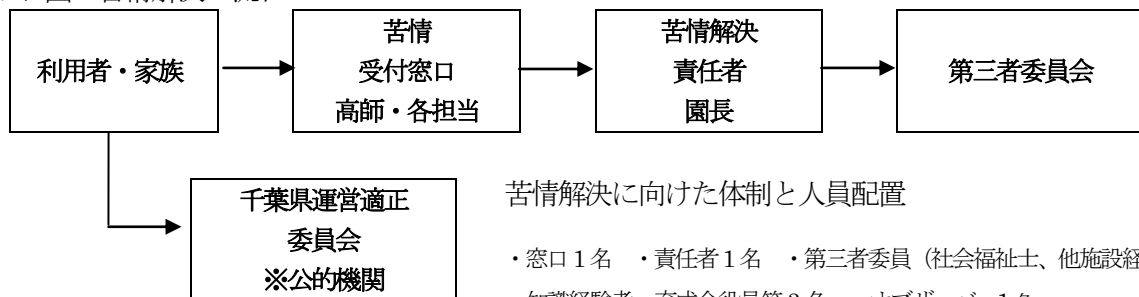 苦情
苦情解決
利用者・家族
受付窓口
責任者
第三者委員会
高師・各担当
園長
千葉県運営適正
委員会
※公的機関
苦情解決に向けた体制と人員配置
・窓口1名　・責任者1名　・第三者委員（社会福祉士、他施設経